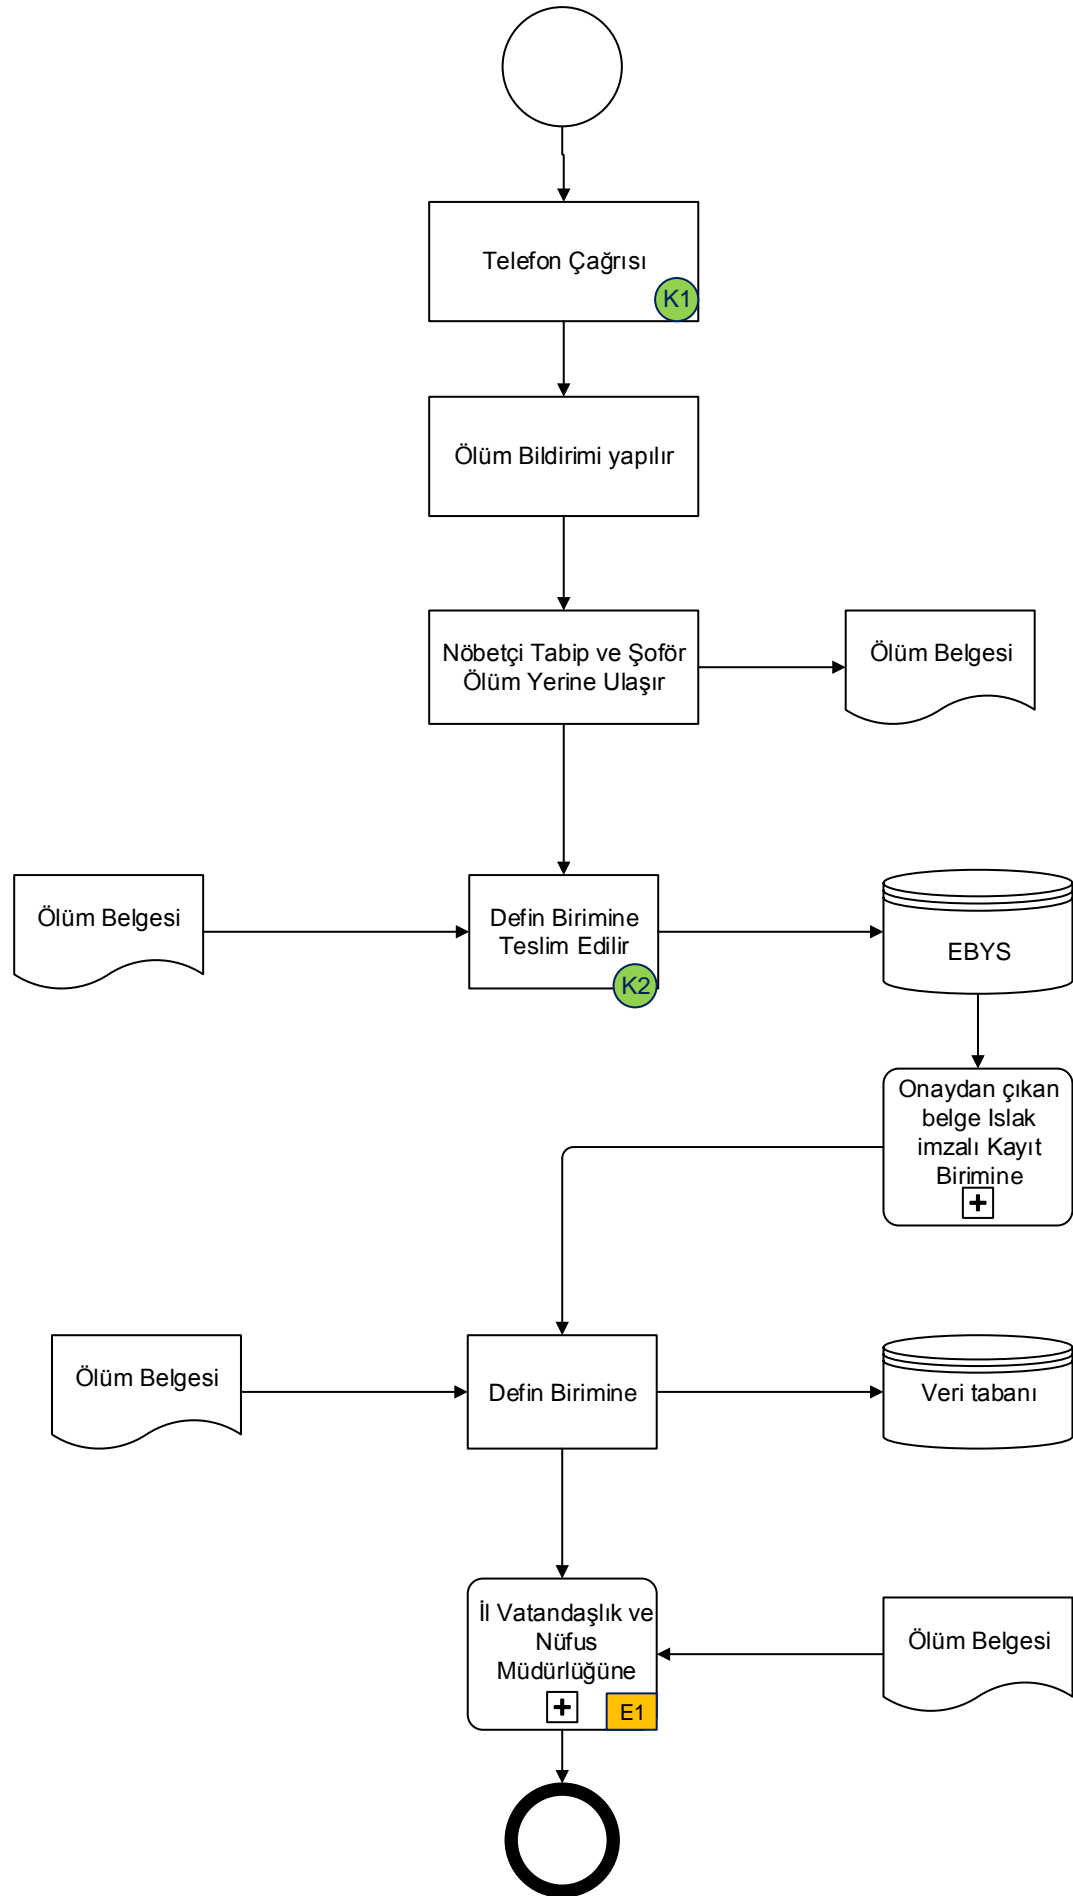 Telefon Çağrısı
K1
Ölüm Bildirimi yapılır
Nöbetçi Tabip ve Şoför
Ölüm Yerine Ulaşır
Ölüm Belgesi
Ölüm Belgesi
Defin Birimine
Teslim Edilir
K2
EBYS
Onaydan çıkan
belge Islak
imzalı Kayıt
Birimine
Ölüm Belgesi
Defin Birimine
Veri tabanı
İl Vatandaşlık ve
Nüfus
Müdürlüğüne
E1
Ölüm Belgesi